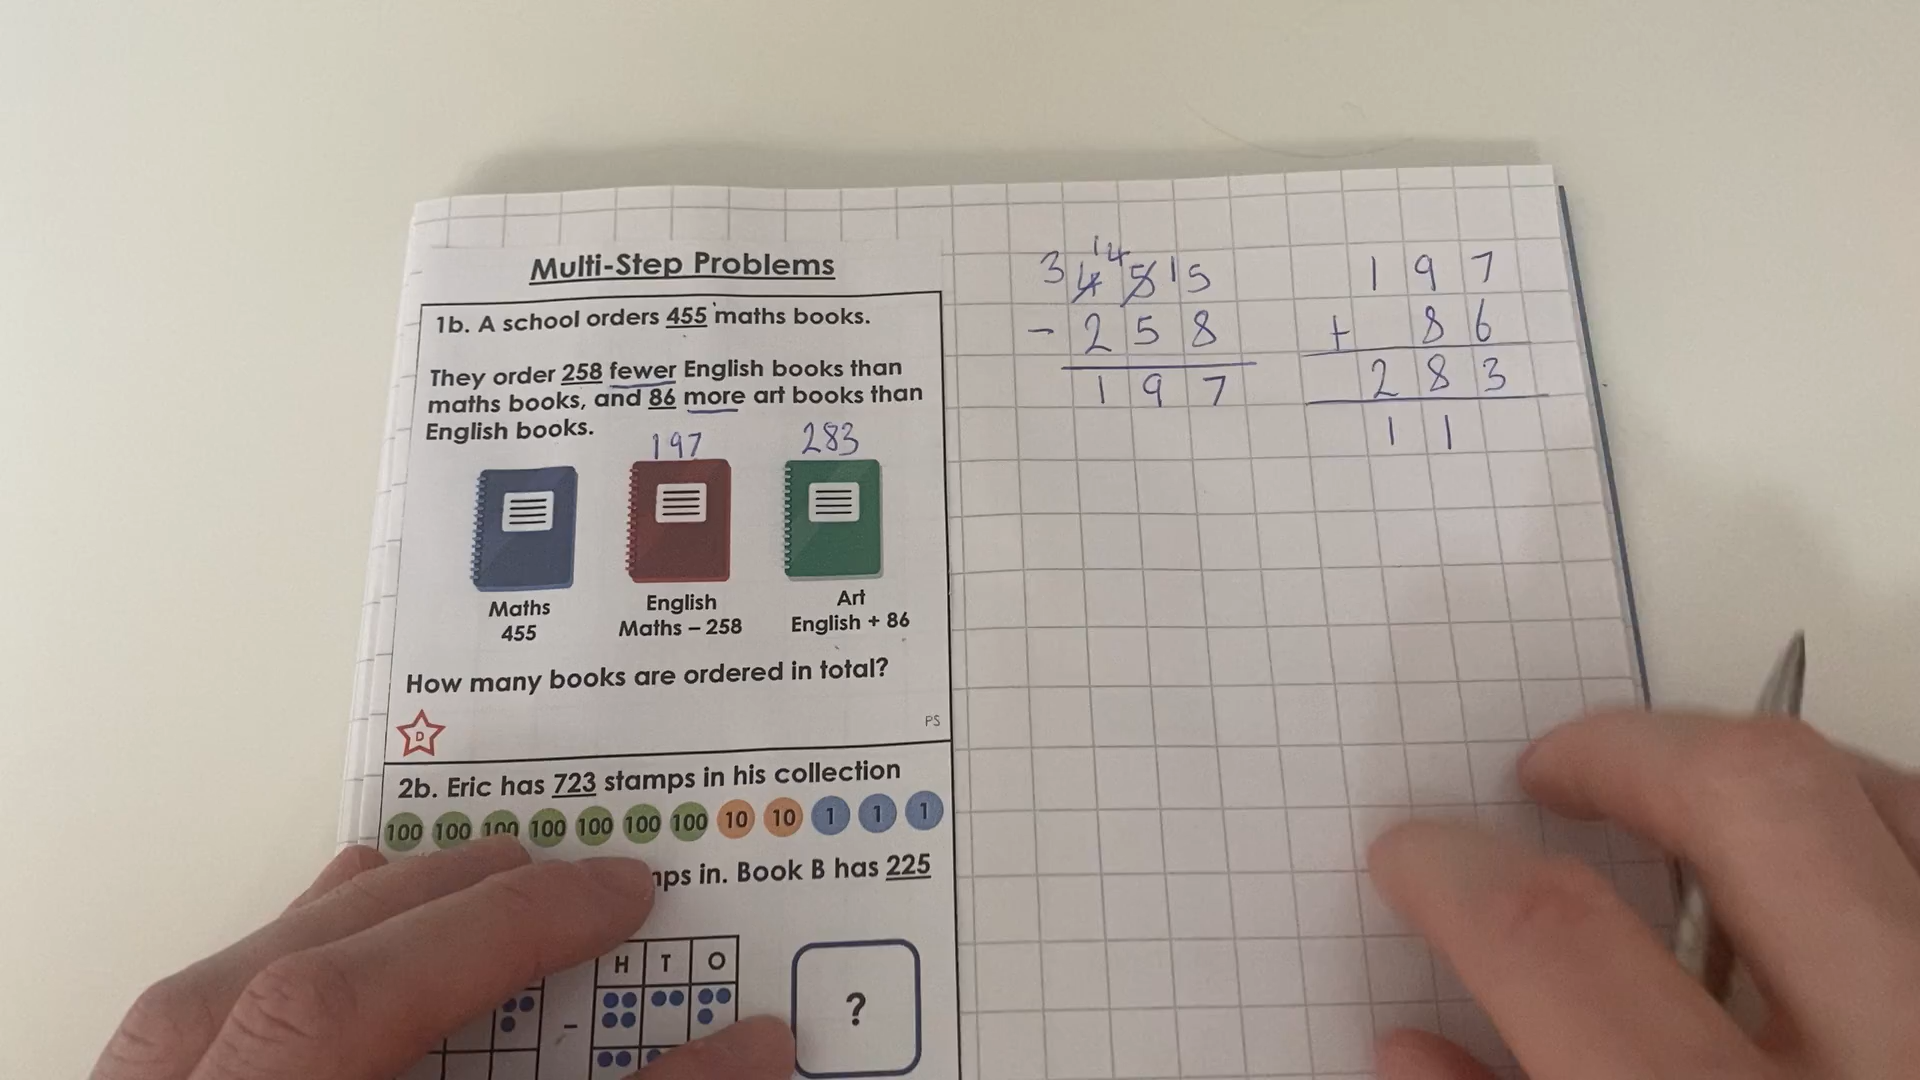 Multi-Step Problems
1b. A school orders 455 maths books.
They order 258 fewer English books than
maths books, and 86 more art books than
English books.
197 283
Maths
455
English
Maths – 258
Art
English + 86
How many books are ordered in total?
D
PS
2b. Eric has 723 stamps in his collection
100 100 100 100 100 100 100 10 10 1 1 1
in. Book B has 225
H T O
–
?
3 14
4 5 15
- 2 5 8
1 9 7
1 9 7
+ 8 6
2 8 3
1 1